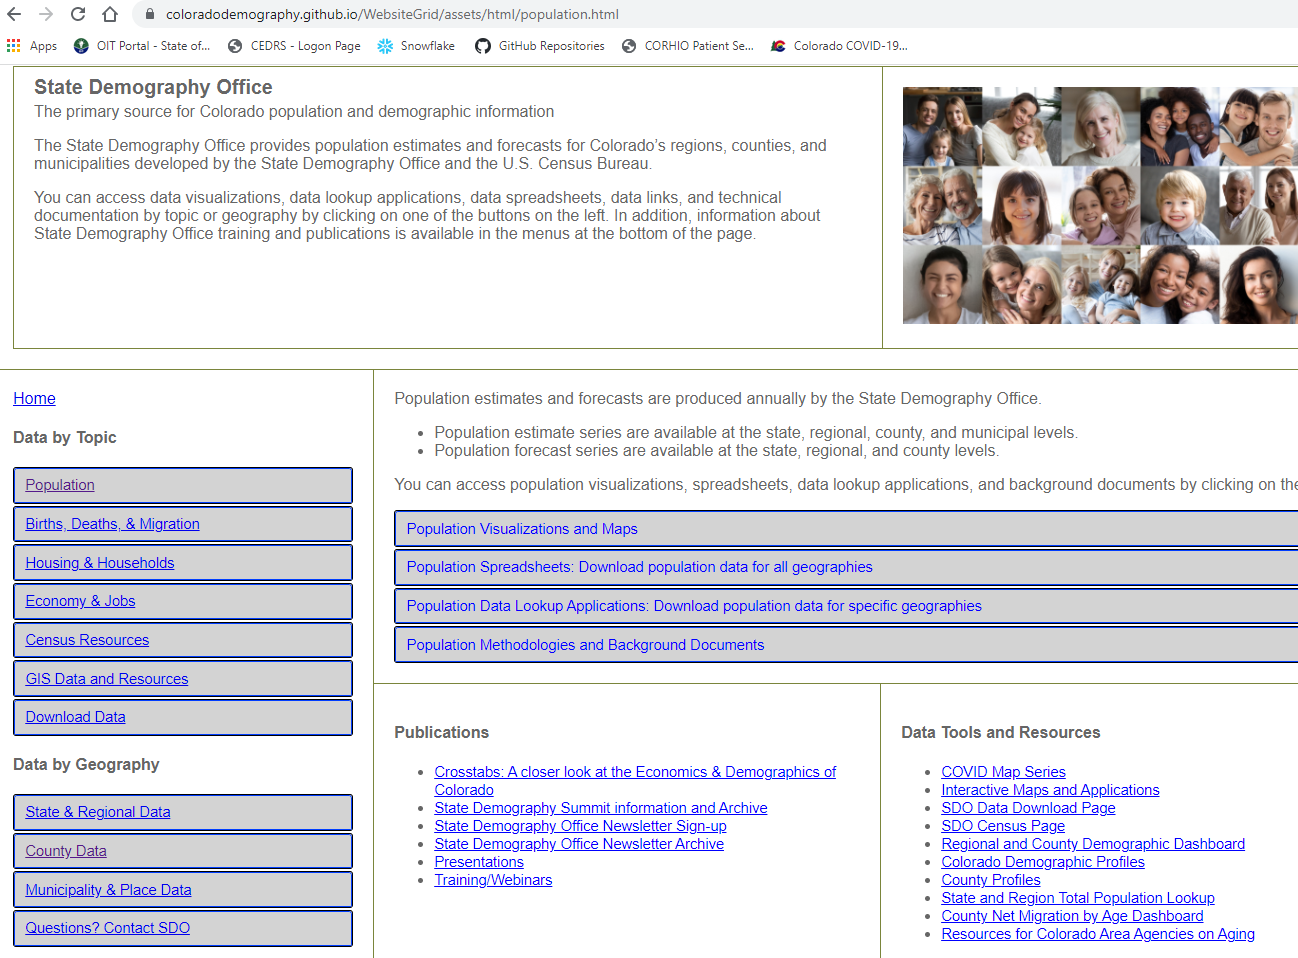 coloradodemography.github.io/WebsiteGrid/assets/html/population.html
Apps
OIT Portal - State of...
CEDRS - Logon Page
Snowflake
GitHub Repositories
CORHIO Patient Se...
Colorado COVID-19...
State Demography Office
The primary source for Colorado population and demographic information
The State Demography Office provides population estimates and forecasts for Colorado's regions, counties, and
municipalities developed by the State Demography Office and the U.S. Census Bureau.
You can access data visualizations, data lookup applications, data spreadsheets, data links, and technical
documentation by topic or geography by clicking on one of the buttons on the left. In addition, information about
State Demography Office training and publications is available in the menus at the bottom of the page.
Home
Data by Topic
Population
Births, Deaths, & Migration
Housing & Households
Economy & Jobs
Census Resources
GIS Data and Resources
Download Data
Data by Geography
State & Regional Data
County Data
Municipality & Place Data
Questions? Contact SDO
Population estimates and forecasts are produced annually by the State Demography Office.
• Population estimate series are available at the state, regional, county, and municipal levels.
• Population forecast series are available at the state, regional, and county levels.
You can access population visualizations, spreadsheets, data lookup applications, and background documents by clicking on the
Population Visualizations and Maps
Population Spreadsheets: Download population data for all geographies
Population Data Lookup Applications: Download population data for specific geographies
Population Methodologies and Background Documents
Publications
• Crosstabs: A closer look at the Economics & Demographics of
Colorado
• State Demography Summit information and Archive
• State Demography Office Newsletter Sign-up
• State Demography Office Newsletter Archive
• Presentations
• Training/Webinars
Data Tools and Resources
• COVID Map Series
• Interactive Maps and Applications
• SDO Data Download Page
• SDO Census Page
• Regional and County Demographic Dashboard
• Colorado Demographic Profiles
• County Profiles
• State and Region Total Population Lookup
• County Net Migration by Age Dashboard
• Resources for Colorado Area Agencies on Aging